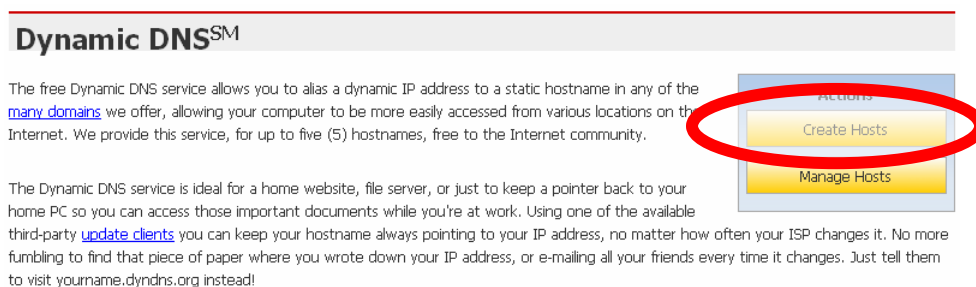 Dynamic DNSSM
The free Dynamic DNS service allows you to alias a dynamic IP address to a static hostname in any of the
many domains we offer, allowing your computer to be more easily accessed from various locations on the
Internet. We provide this service, for up to five (5) hostnames, free to the Internet community.
Actions
Create Hosts
Manage Hosts
The Dynamic DNS service is ideal for a home website, file server, or just to keep a pointer back to your
home PC so you can access those important documents while you're at work. Using one of the available
third-party update clients you can keep your hostname always pointing to your IP address, no matter how often your ISP changes it. No more
fumbling to find that piece of paper where you wrote down your IP address, or e-mailing all your friends every time it changes. Just tell them
to visit yourname.dyndns.org instead!